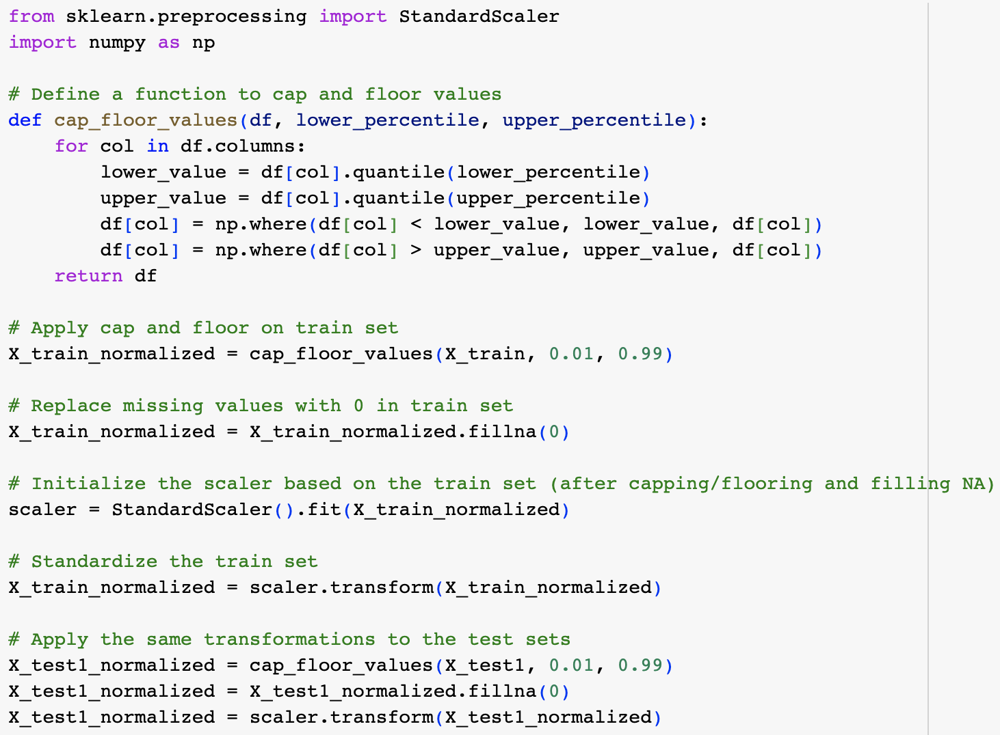 from sklearn.preprocessing import StandardScaler
import numpy as np
# Define a function to cap and floor values
def cap_floor_values(df, lower_percentile, upper_percentile):
    for col in df.columns:
        lower_value = df[col].quantile(lower_percentile)
        upper_value = df[col].quantile(upper_percentile)
        df[col] = np.where(df[col] < lower_value, lower_value, df[col])
        df[col] = np.where(df[col] > upper_value, upper_value, df[col])
    return df
# Apply cap and floor on train set
X_train_normalized = cap_floor_values(X_train, 0.01, 0.99)
# Replace missing values with 0 in train set
X_train_normalized = X_train_normalized.fillna(0)
# Initialize the scaler based on the train set (after capping/flooring and filling NA)
scaler = StandardScaler().fit(X_train_normalized)
# Standardize the train set
X_train_normalized = scaler.transform(X_train_normalized)
# Apply the same transformations to the test sets
X_test1_normalized = cap_floor_values(X_test1, 0.01, 0.99)
X_test1_normalized = X_test1_normalized.fillna(0)
X_test1_normalized = scaler.transform(X_test1_normalized)